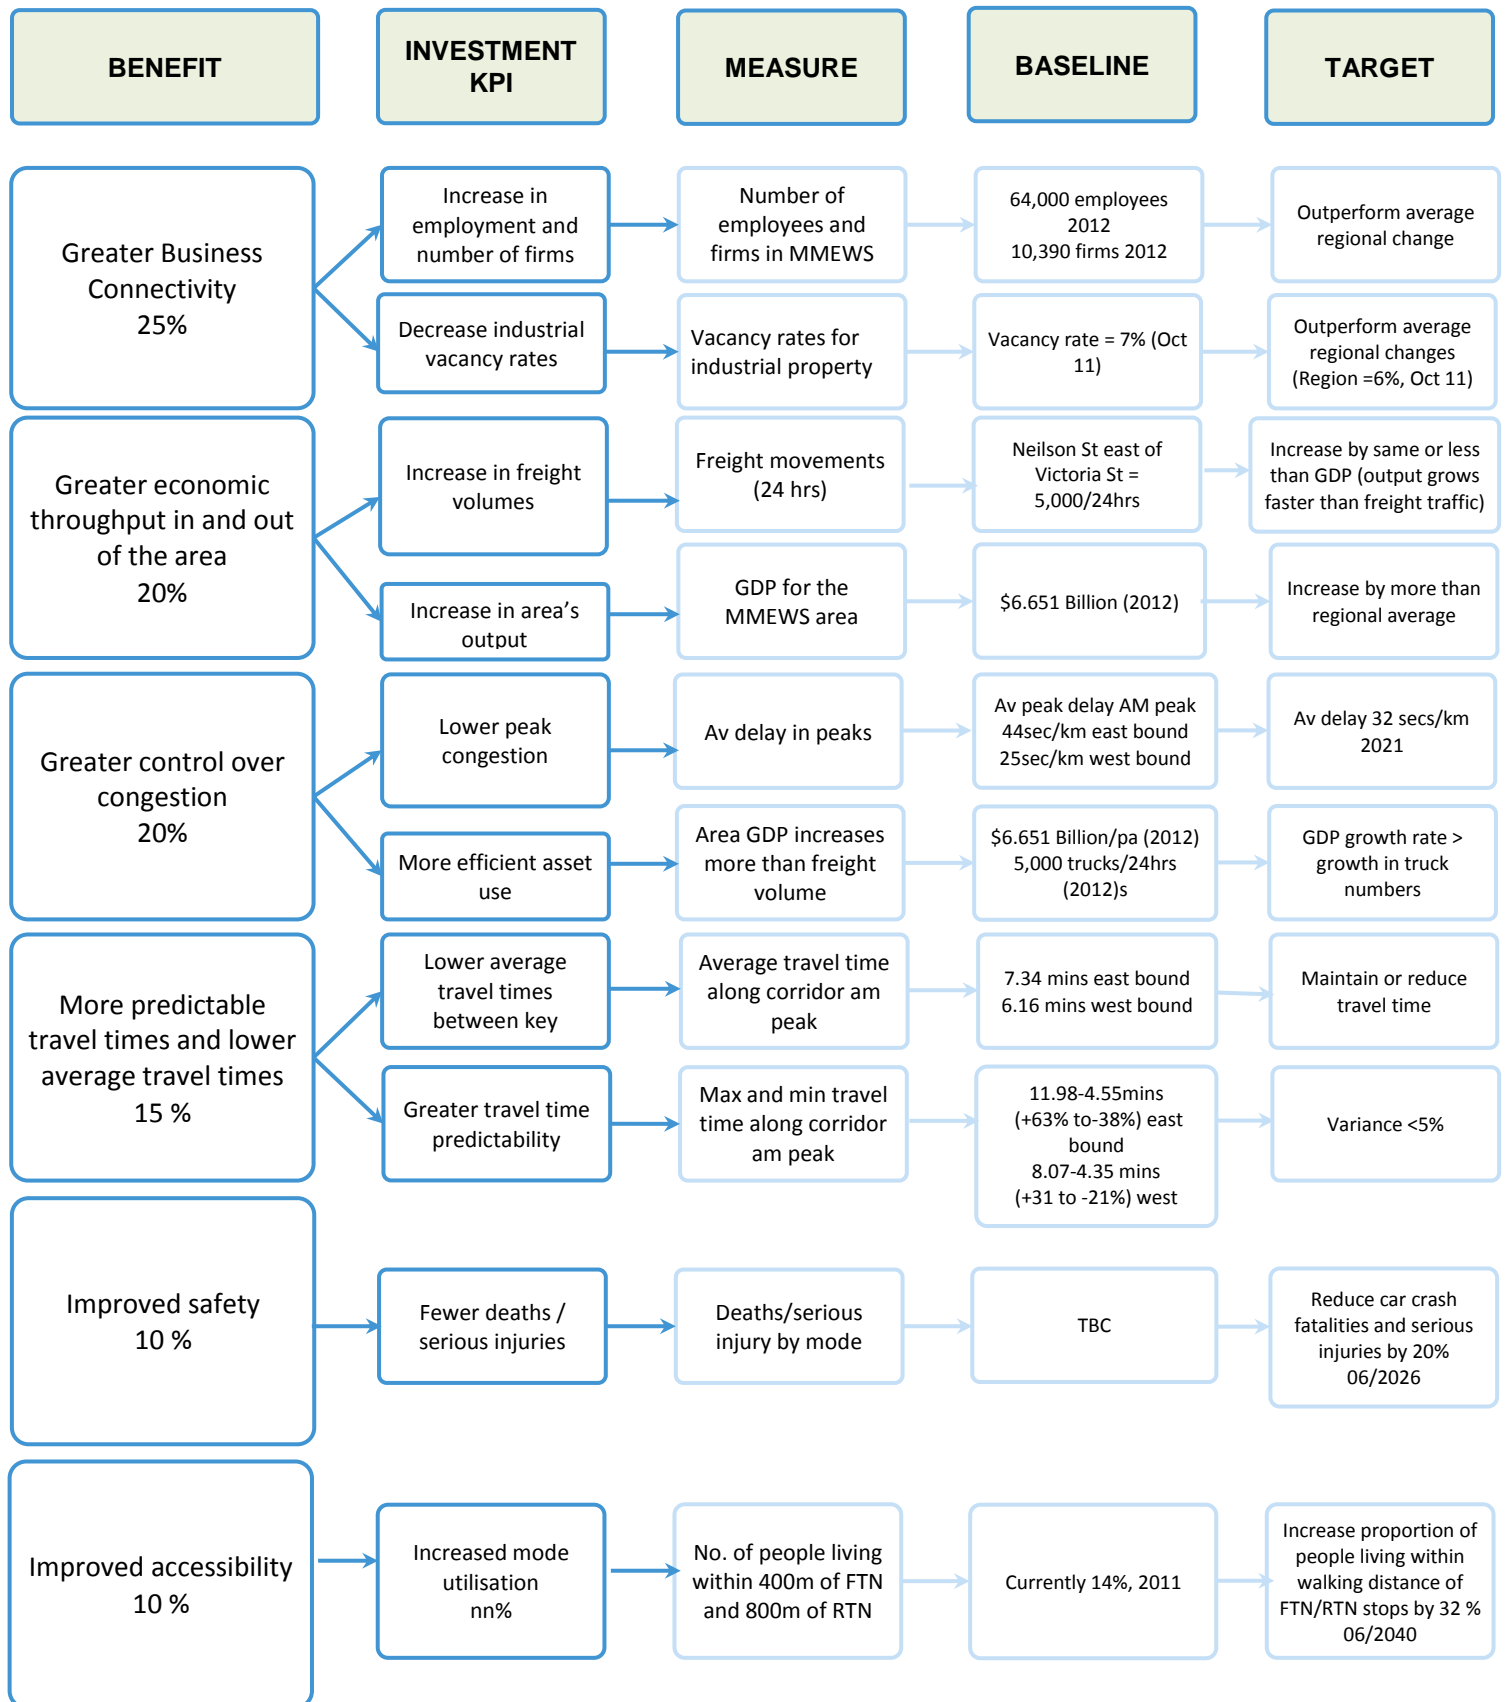 BENEFIT
INVESTMENT
KPI
MEASURE
BASELINE
TARGET
Greater Business
Connectivity
25%
Increase in
employment and
number of firms
Number of
employees and
firms in MMEWS
64,000 employees
2012
10,390 firms 2012
Outperform average
regional change
Decrease industrial
vacancy rates
Vacancy rates for
industrial property
Vacancy rate = 7% (Oct
11)
Outperform average
regional changes
(Region =6%, Oct 11)
Greater economic
throughput in and out
of the area
20%
Increase in freight
volumes
Freight movements
(24 hrs)
Neilson St east of
Victoria St =
5,000/24hrs
Increase by same or less
than GDP (output grows
faster than freight traffic)
Increase in area’s
output
GDP for the
MMEWS area
$6.651 Billion (2012)
Increase by more than
regional average
Greater control over
congestion
20%
Lower peak
congestion
Av delay in peaks
Av peak delay AM peak
44sec/km east bound
25sec/km west bound
Av delay 32 secs/km
2021
More efficient asset
use
Area GDP increases
more than freight
volume
$6.651 Billion/pa (2012)
5,000 trucks/24hrs
(2012)s
GDP growth rate >
growth in truck
numbers
More predictable
travel times and lower
average travel times
15 %
Lower average
travel times
between key
Average travel time
along corridor am
peak
7.34 mins east bound
6.16 mins west bound
Maintain or reduce
travel time
Greater travel time
predictability
Max and min travel
time along corridor
am peak
11.98-4.55mins
(+63% to-38%) east
bound
8.07-4.35 mins
(+31 to -21%) west
Variance <5%
Improved safety
10 %
Fewer deaths /
serious injuries
Deaths/serious
injury by mode
TBC
Reduce car crash
fatalities and serious
injuries by 20%
06/2026
Improved accessibility
10 %
Increased mode
utilisation
nn%
No. of people living
within 400m of FTN
and 800m of RTN
Currently 14%, 2011
Increase proportion of
people living within
walking distance of
FTN/RTN stops by 32 %
06/2040